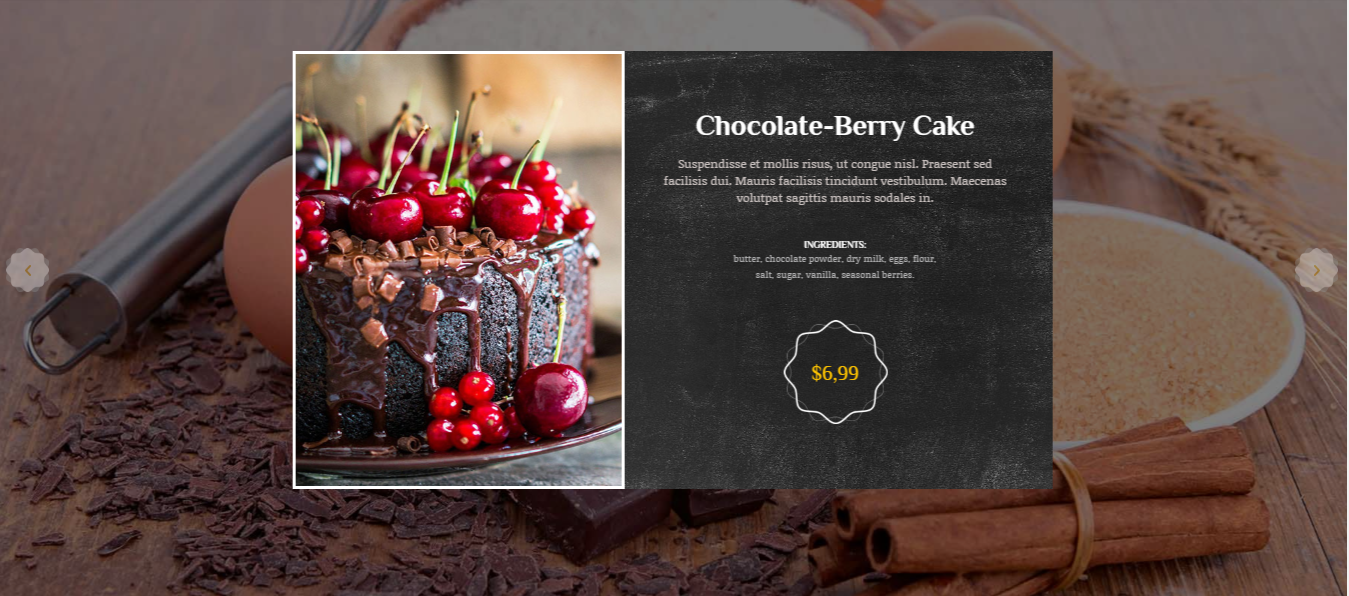 Chocolate-Berry Cake
Suspendisse et mollis risus, ut congue nisl. Praesent sed
facilisis dui. Mauris facilisis tincidunt vestibulum. Maecenas
volutpat sagittis mauris sodales in.
INGREDIENTS:
butter, chocolate powder, dry milk, eggs, flour,
salt, sugar, vanilla, seasonal berries.
$6,99